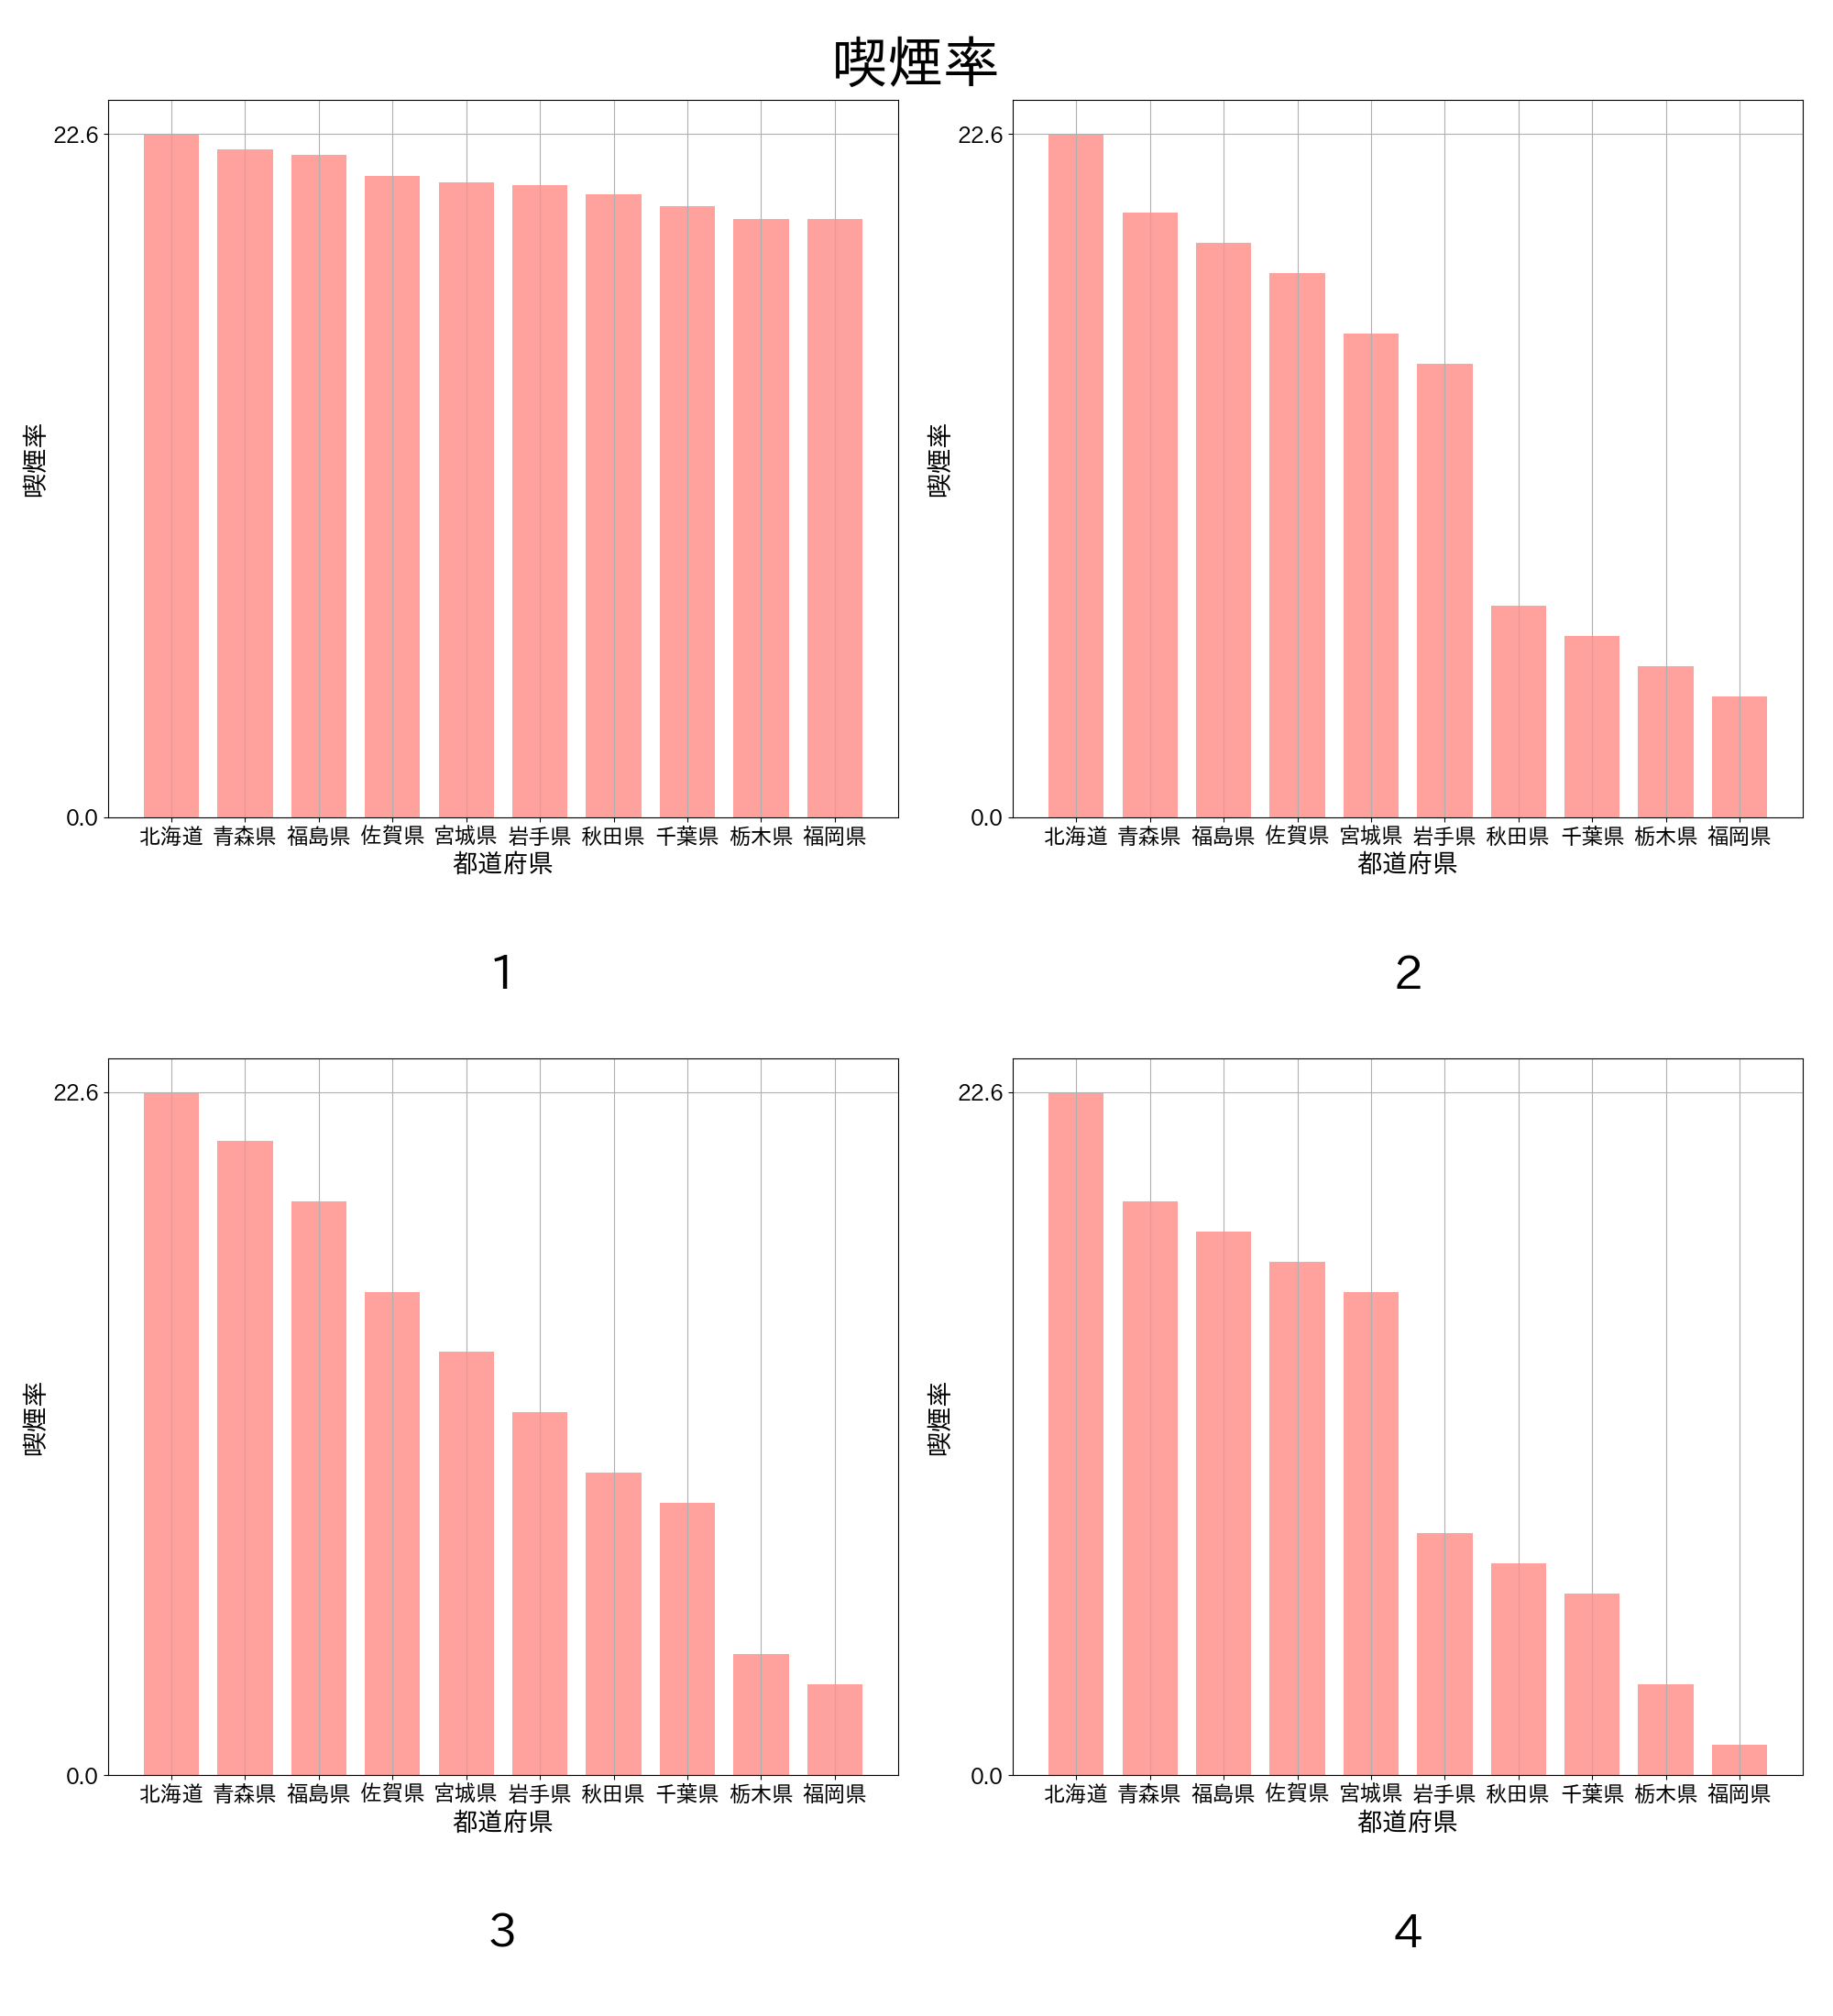 喫煙率
22.6
0.0
喫煙率
北海道 青森県 福島県 佐賀県 宮城県 岩手県 秋田県 千葉県 栃木県 福岡県
都道府県
1
22.6
0.0
喫煙率
北海道 青森県 福島県 佐賀県 宮城県 岩手県 秋田県 千葉県 栃木県 福岡県
都道府県
2
22.6
0.0
喫煙率
北海道 青森県 福島県 佐賀県 宮城県 岩手県 秋田県 千葉県 栃木県 福岡県
都道府県
3
22.6
0.0
喫煙率
北海道 青森県 福島県 佐賀県 宮城県 岩手県 秋田県 千葉県 栃木県 福岡県
都道府県
4